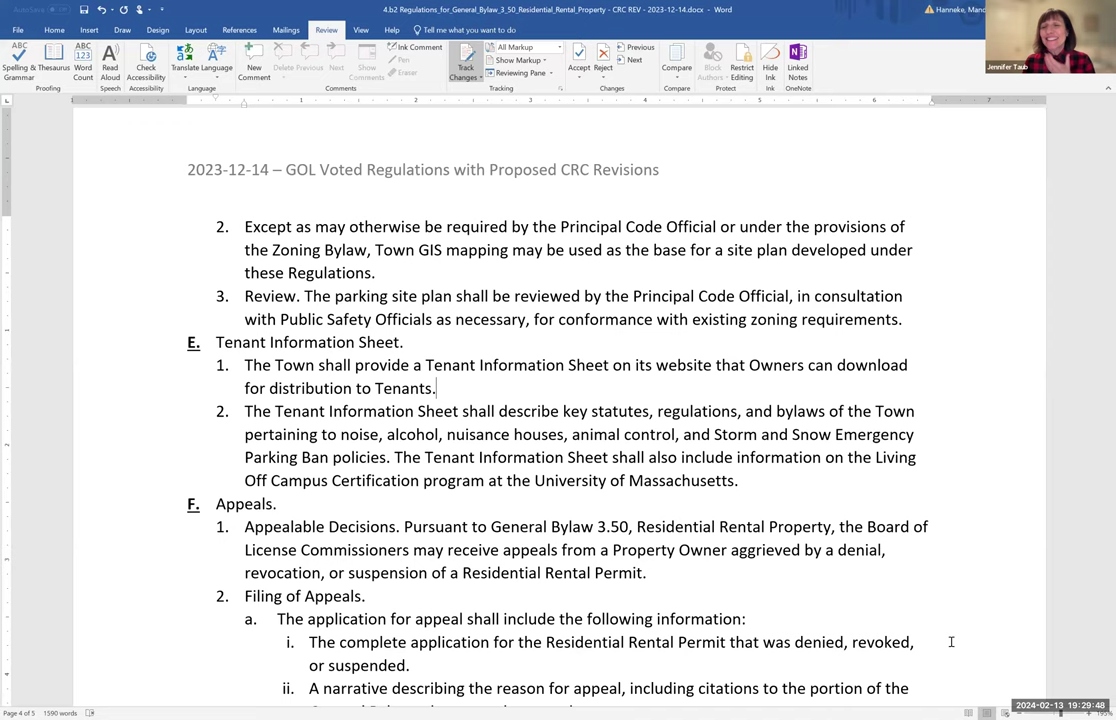 AutoSave Off
4.b2 Regulations_for_General_Bylaw_3_50_Residential_Rental_Property - CRC REV - 2023-12-14.docx - Word
Hanneke, Mand
File Home Insert Draw Design Layout References Mailings Review View Help Tell me what you want to do
Spelling & Grammar
Thesaurus
Word Count
Read Aloud
Check Accessibility
Translate
Language
New Comment
Delete
Previous
Next
Show Comments
Ink Comment
Pen
Eraser
Track Changes
All Markup
Show Markup
Reviewing Pane
Accept
Reject
Previous
Next
Compare
Block Authors
Restrict Editing
Hide Ink
Linked Notes
Proofing Speech Accessibility Language Comments Tracking Changes Compare Protect Ink OneNote
Jennifer Taub
2023-12-14 – GOL Voted Regulations with Proposed CRC Revisions
2. Except as may otherwise be required by the Principal Code Official or under the provisions of
the Zoning Bylaw, Town GIS mapping may be used as the base for a site plan developed under
these Regulations.
3. Review. The parking site plan shall be reviewed by the Principal Code Official, in consultation
with Public Safety Officials as necessary, for conformance with existing zoning requirements.
E. Tenant Information Sheet.
1. The Town shall provide a Tenant Information Sheet on its website that Owners can download
for distribution to Tenants.
2. The Tenant Information Sheet shall describe key statutes, regulations, and bylaws of the Town
pertaining to noise, alcohol, nuisance houses, animal control, and Storm and Snow Emergency
Parking Ban policies. The Tenant Information Sheet shall also include information on the Living
Off Campus Certification program at the University of Massachusetts.
F. Appeals.
1. Appealable Decisions. Pursuant to General Bylaw 3.50, Residential Rental Property, the Board of
License Commissioners may receive appeals from a Property Owner aggrieved by a denial,
revocation, or suspension of a Residential Rental Permit.
2. Filing of Appeals.
a. The application for appeal shall include the following information:
i. The complete application for the Residential Rental Permit that was denied, revoked,
or suspended.
ii. A narrative describing the reason for appeal, including citations to the portion of the
Page 4 of 5 1590 words
2024-02-13 19:29:48